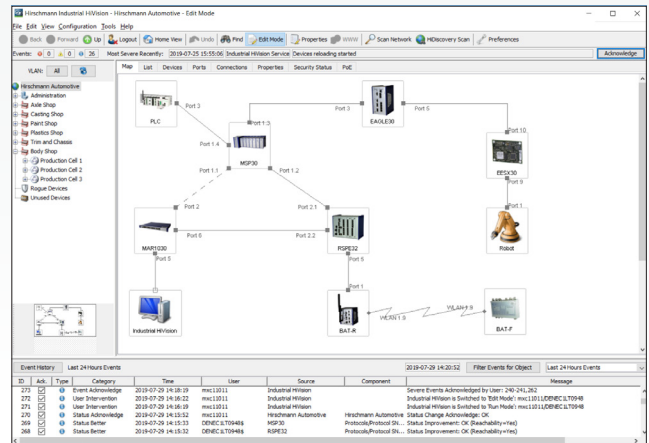 Hirschmann Industrial HiVision - Hirschmann Automotive - Edit Mode
File Edit View Configuration Tools Help
Back Forward Up Logout Home View Undo Find Edit Mode Properties WWW Scan Network HiDiscovery Scan Preferences
Events: 0 0 0 26 Most Severe Recently: 2019-07-25 15:55:06 Industrial HiVision Service Devices reloading started Acknowledge
VLAN: All
Map List Devices Ports Connections Properties Security Status PoE
Hirschmann Automotive
Administration
Axle Shop
Casting Shop
Paint Shop
Plastics Shop
Trim and Chassis
Body Shop
Production Cell 1
Production Cell 2
Production Cell 3
Rogue Devices
Unused Devices
PLC
Port 3
Port 1.3
Port 3
EAGLE30
Port 5
Port 1.4
MSP30
Port 10
EESX30
Port 9
Port 1.1
Port 1.2
Port 2
Port 2.1
Port 1
Robot
MAR1030
Port 6
Port 2.2
RSPE32
Port 5
Industrial HiVision
Port 1
BAT-R
WLAN 1.9
WLAN 1.9
BAT-F
Event History Last 24 Hours Events 2019-07-29 14:20:52 Filter Events for Object Last 24 Hours Events
ID Ack. Type Category Time User Source Component Message
273 Event Acknowledge 2019-07-29 14:18:19 mxc11011 Industrial HiVision Severe Events Acknowledged by User: 240-241,262
272 User Intervention 2019-07-29 14:16:22 mxc11011 Industrial HiVision Industrial HiVision is Switched to 'Edit Mode': mxc11011/DENEC1LT0948
271 User Intervention 2019-07-29 14:16:19 mxc11011 Industrial HiVision Industrial HiVision is Switched to 'Run Mode': mxc11011/DENEC1LT0948
270 Status Acknowledge 2019-07-29 14:15:52 mxc11011 Hirschmann Automotive Hirschmann Automotive Status Change Acknowledge: OK
269 Status Better 2019-07-29 14:15:33 DENEC1LT0948$ MSP30 Protocols/Protocol SN... Status Improvement: OK (Reachability=Yes)
268 Status Better 2019-07-29 14:15:32 DENEC1LT0948$ RSPE32 Protocols/Protocol SN... Status Improvement: OK (Reachability=Yes)